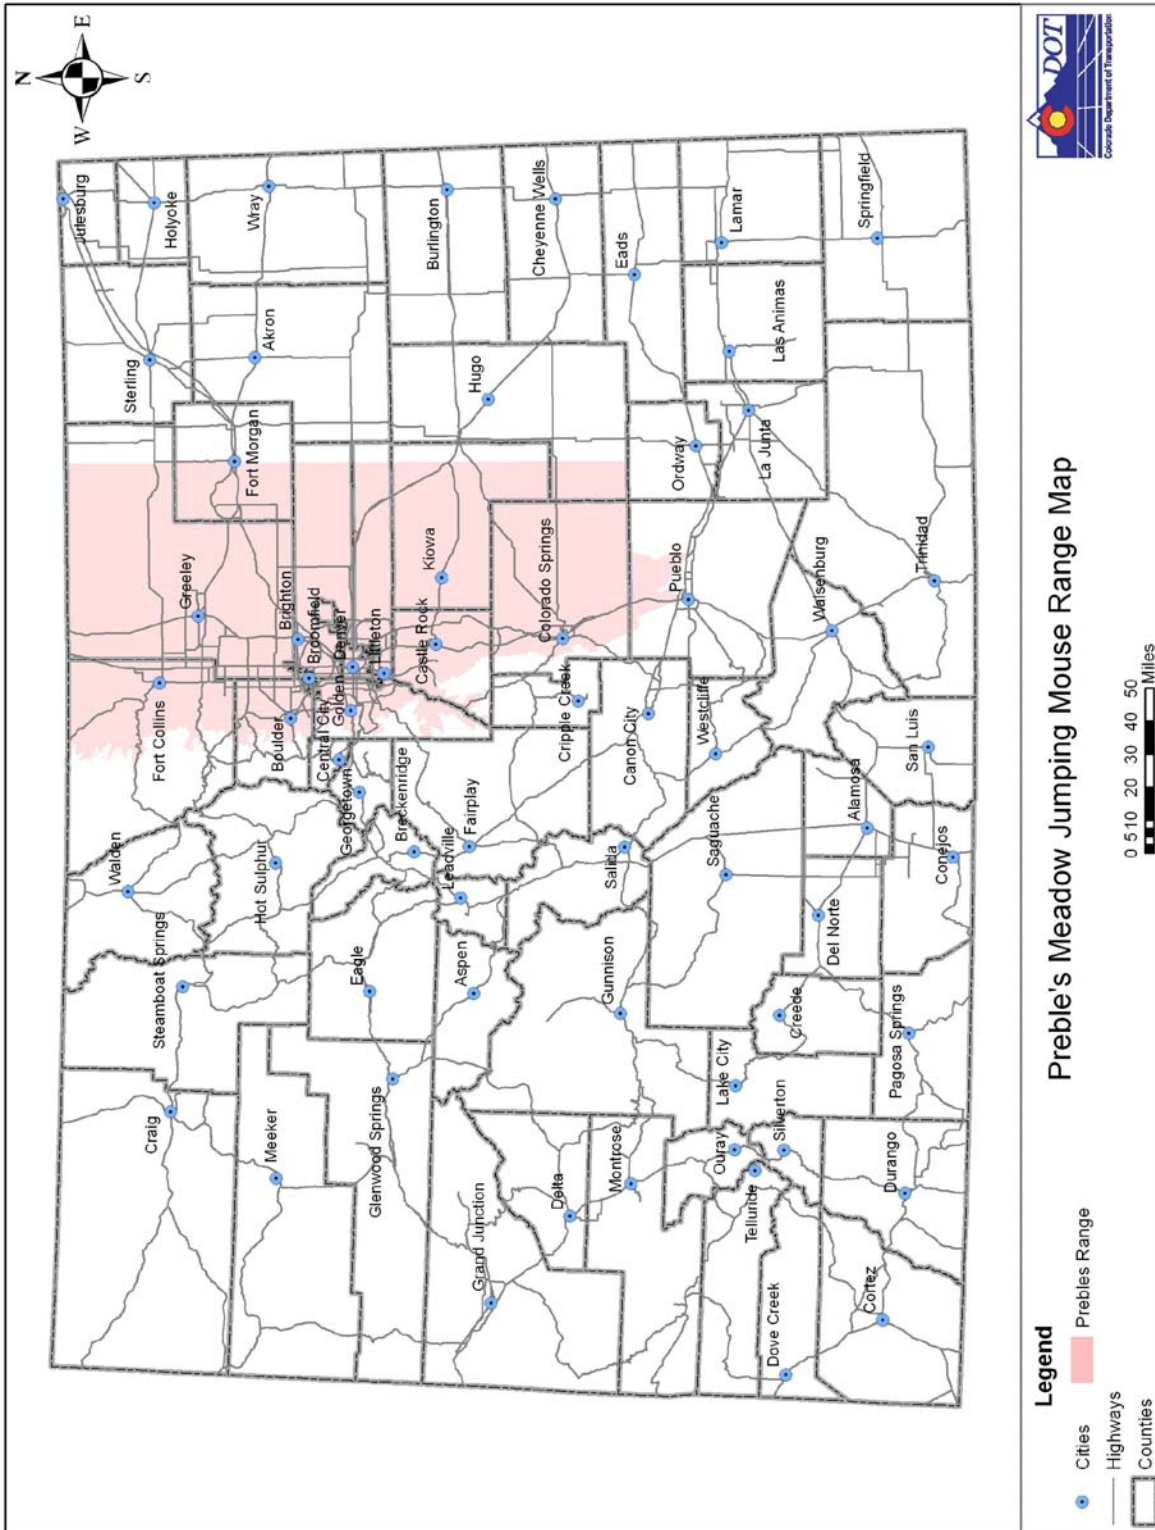 N
W E
S
Julesburg
Walden
Holyoke
Sterling
Steamboat Springs
Craig
Fort Collins
Greeley
Wray
Akron
Fort Morgan
Meeker
Hot Sulphur
Boulder
Brighton
Broomfield
Central City
Golden
Denver
Georgetown
Littleton
Eagle
Glenwood Springs
Breckenridge
Castle Rock
Kiowa
Burlington
Leadville
Fairplay
Aspen
Hugo
Grand Junction
Cheyenne Wells
Colorado Springs
Cripple Creek
Delta
Eads
Gunnison
Salida
Montrose
Canon City
Pueblo
Ordway
Lamar
Westcliffe
Saguache
Lake City
Ouray
Las Animas
La Junta
Telluride
Silverton
Creede
Dove Creek
Walsenburg
Del Norte
Alamosa
Springfield
Cortez
Durango
Pagosa Springs
San Luis
Trinidad
Conejos
Legend
Cities
Prebles Range
Highways
Counties
Preble's Meadow Jumping Mouse Range Map
0 5 10 20 30 40 50
Miles
DOT
Colorado Department of Transportation